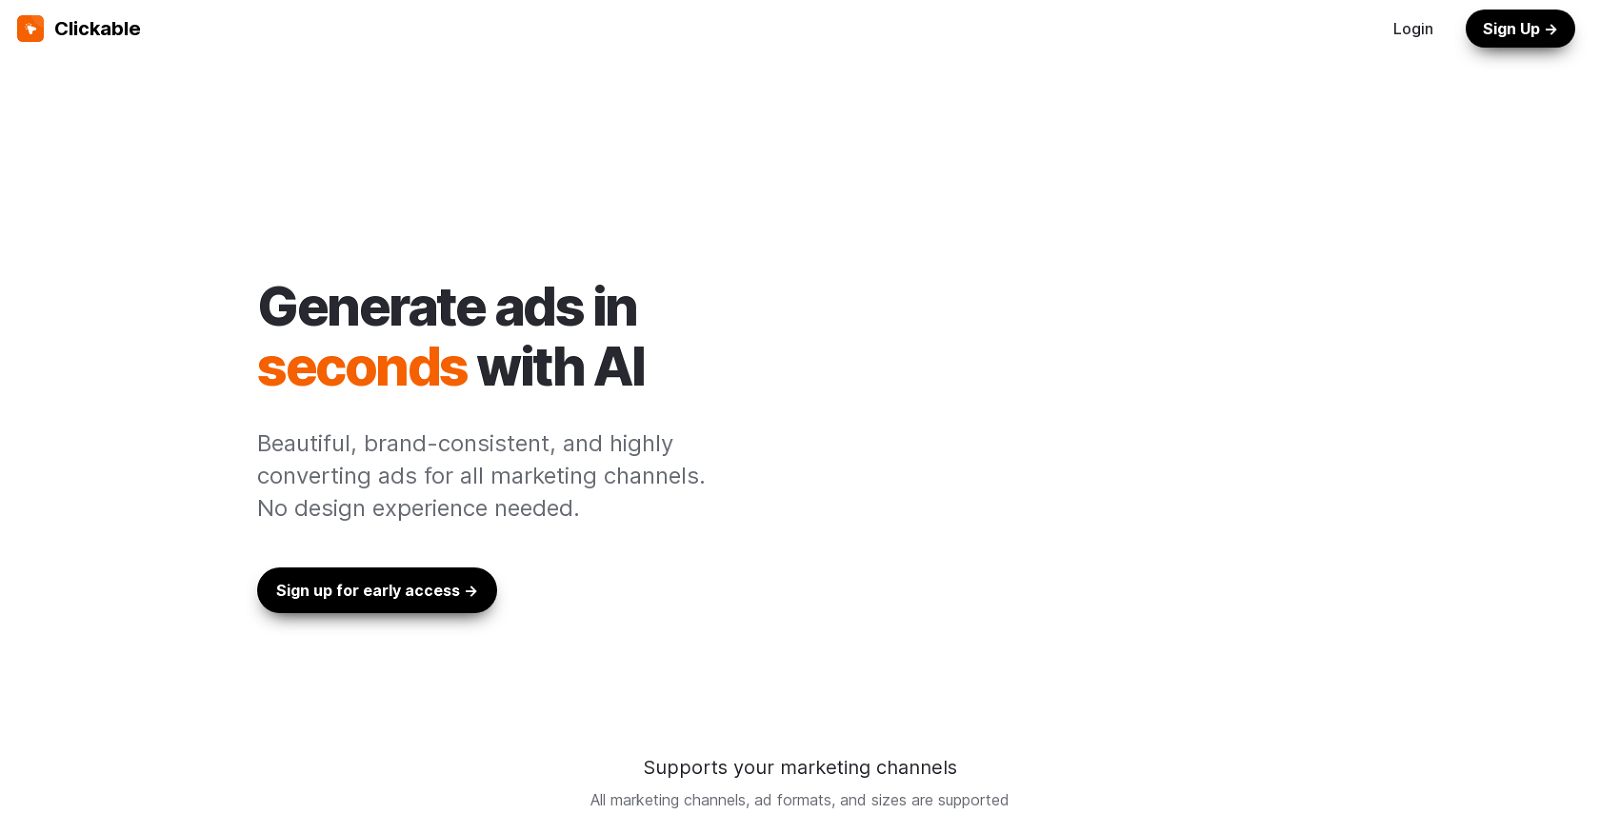 Clickable
Login
Sign Up →
Generate ads in
seconds with AI
Beautiful, brand-consistent, and highly
converting ads for all marketing channels.
No design experience needed.
Sign up for early access →
Supports your marketing channels
All marketing channels, ad formats, and sizes are supported